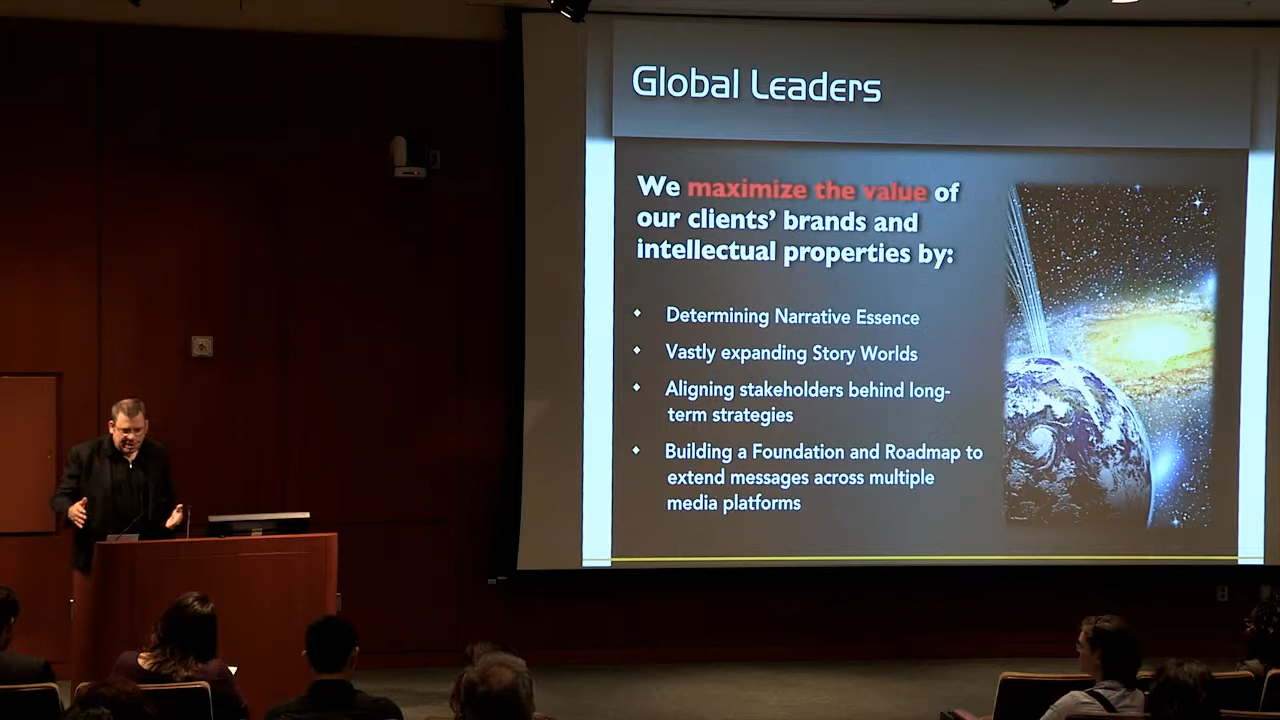 Global Leaders
We maximize the value of
our clients’ brands and
intellectual properties by:
Determining Narrative Essence
Vastly expanding Story Worlds
Aligning stakeholders behind long-
term strategies
Building a Foundation and Roadmap to
extend messages across multiple
media platforms